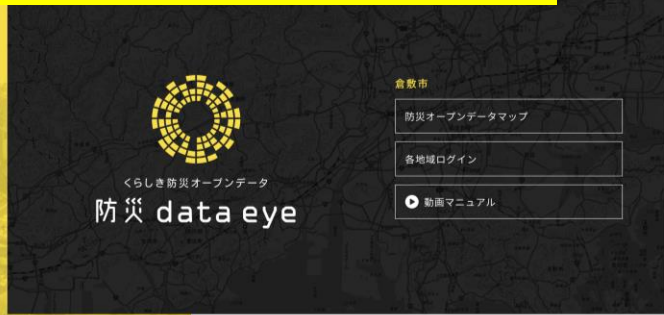 くらしき防災オープンデータ
防災 data eye
倉敷市
防災オープンデータマップ
各地域ログイン
動画マニュアル